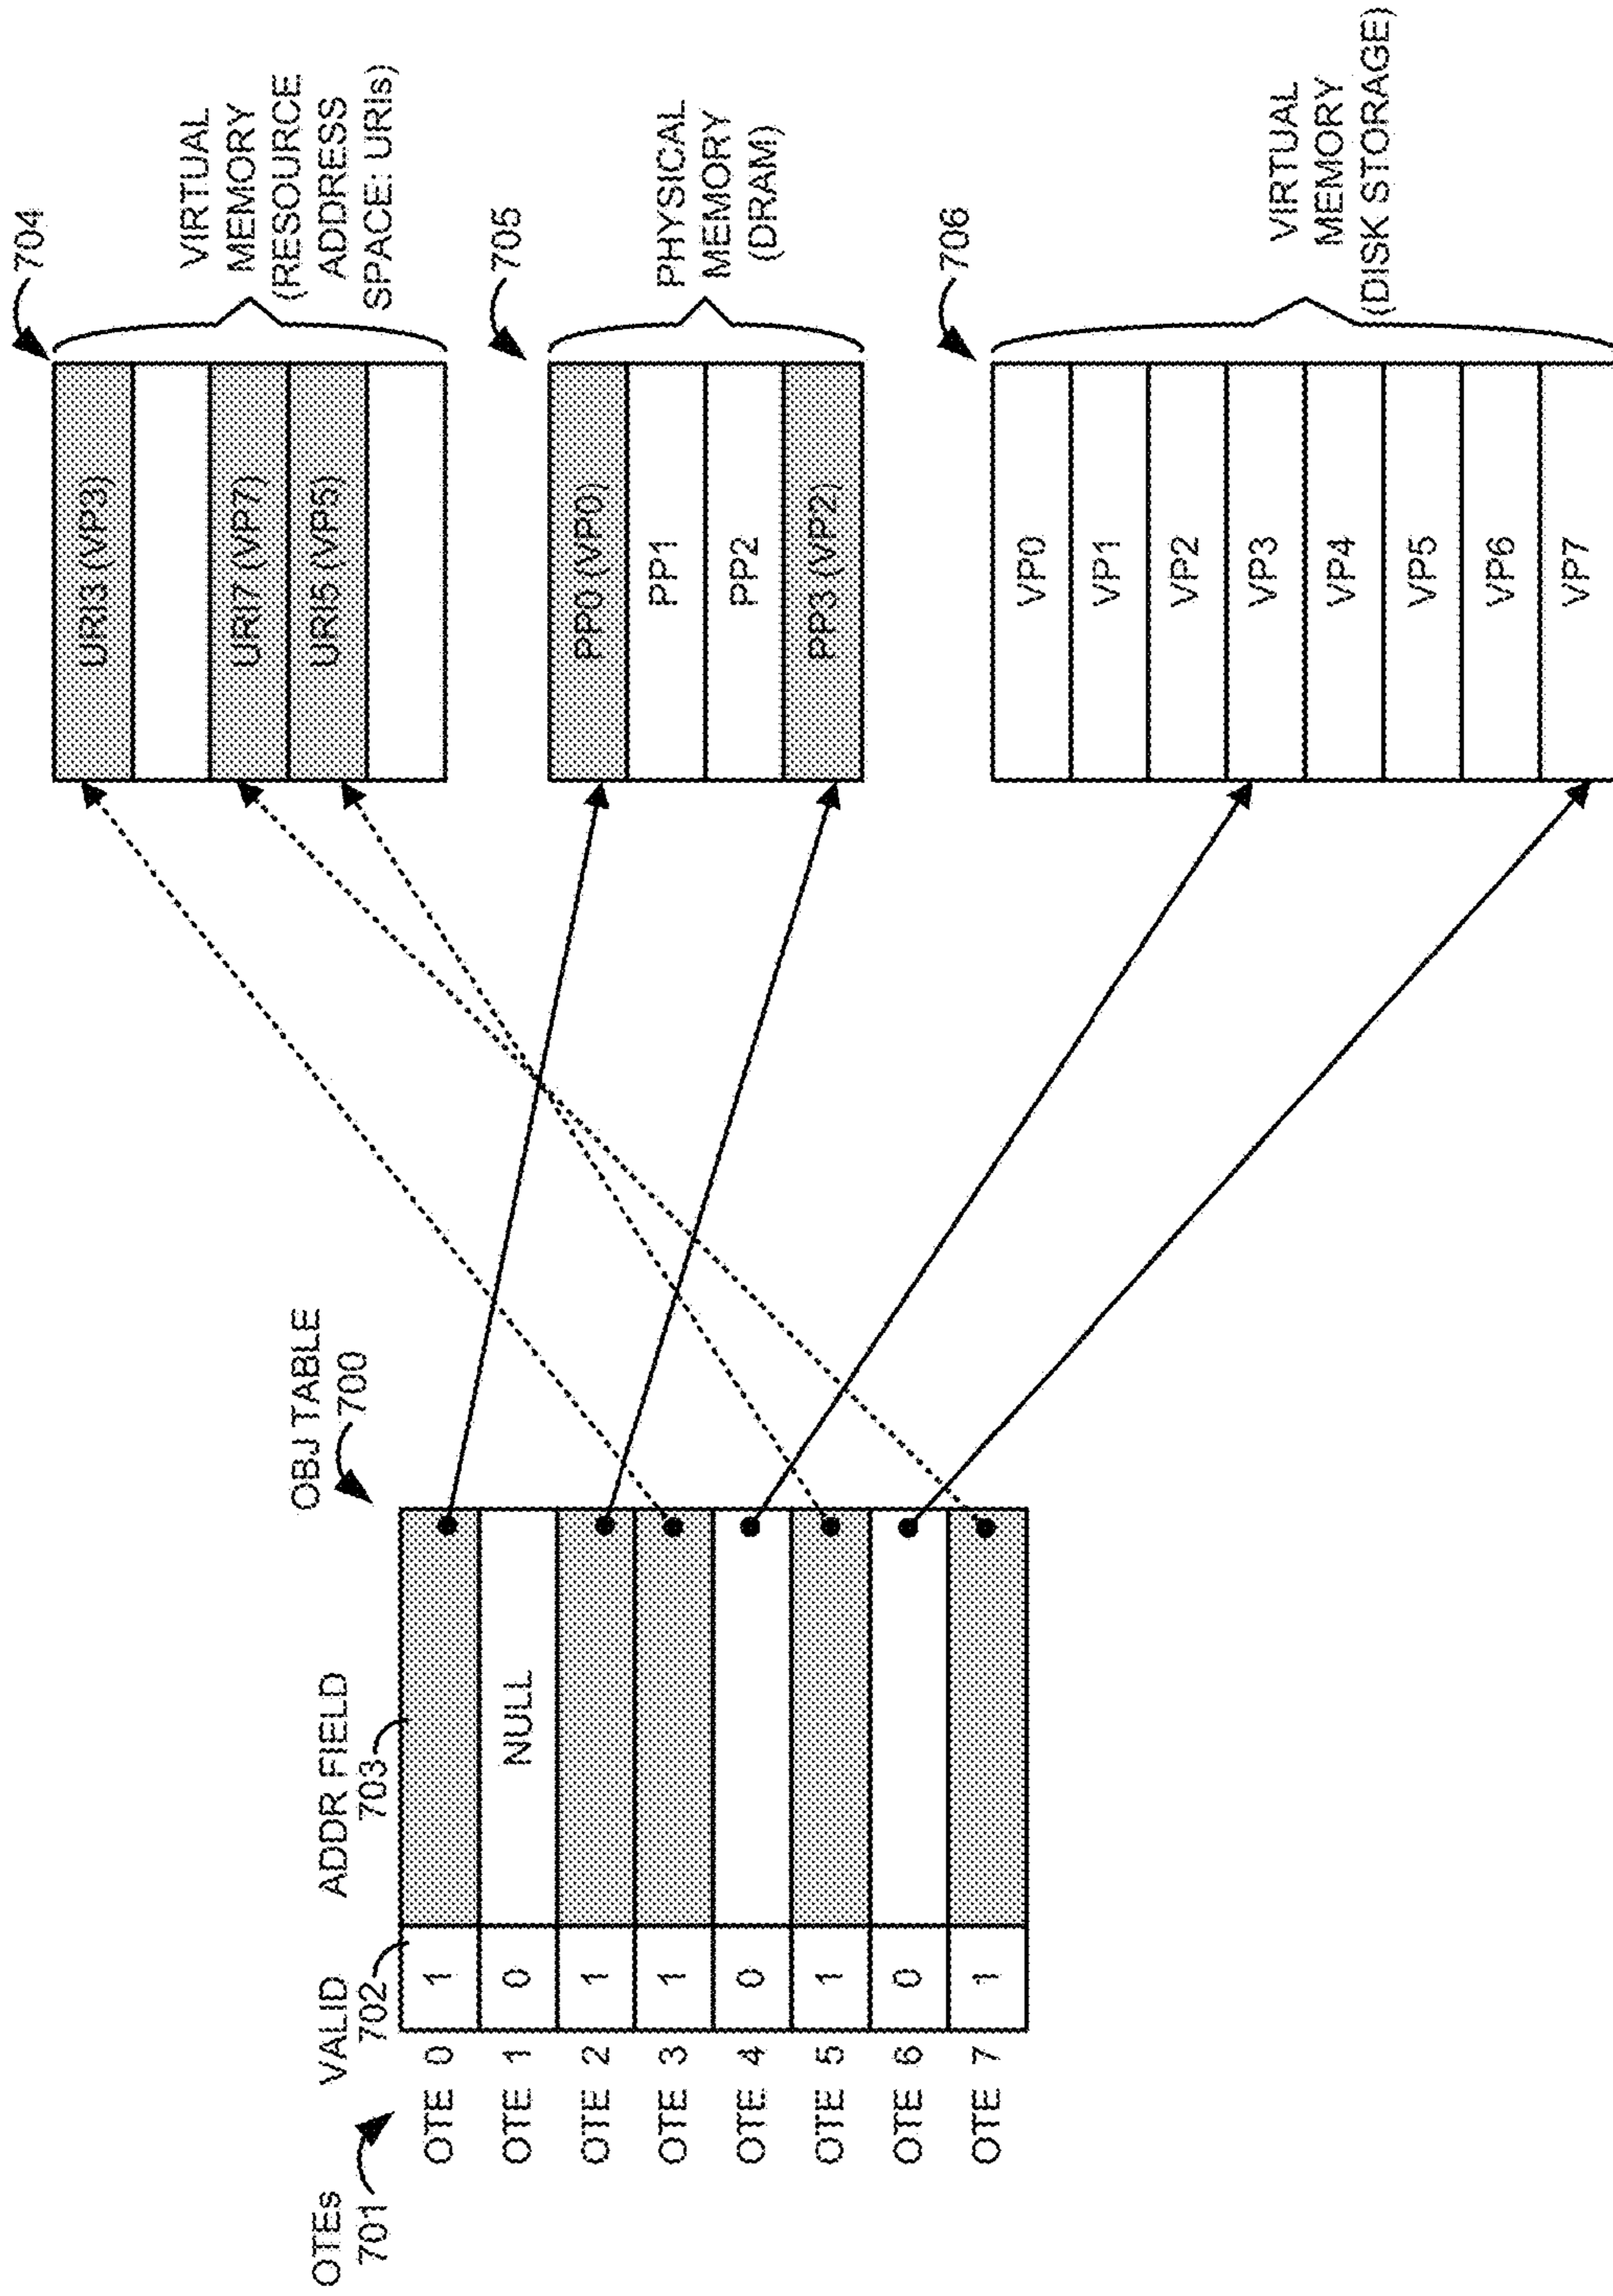 OTEs
701
VALID
702
ADDR FIELD
703
OBJ TABLE
700
OTE 0
1
OTE 1
0
NULL
OTE 2
1
OTE 3
1
OTE 4
0
OTE 5
1
OTE 6
0
OTE 7
1
704
URI3 (VP3)
URI7 (VP7)
URI5 (VP5)
VIRTUAL
MEMORY
(RESOURCE
ADDRESS
SPACE: URIs)
705
PP0 (VP0)
PP1
PP2
PP3 (VP2)
PHYSICAL
MEMORY
(DRAM)
706
VP0
VP1
VP2
VP3
VP4
VP5
VP6
VP7
VIRTUAL
MEMORY
(DISK STORAGE)